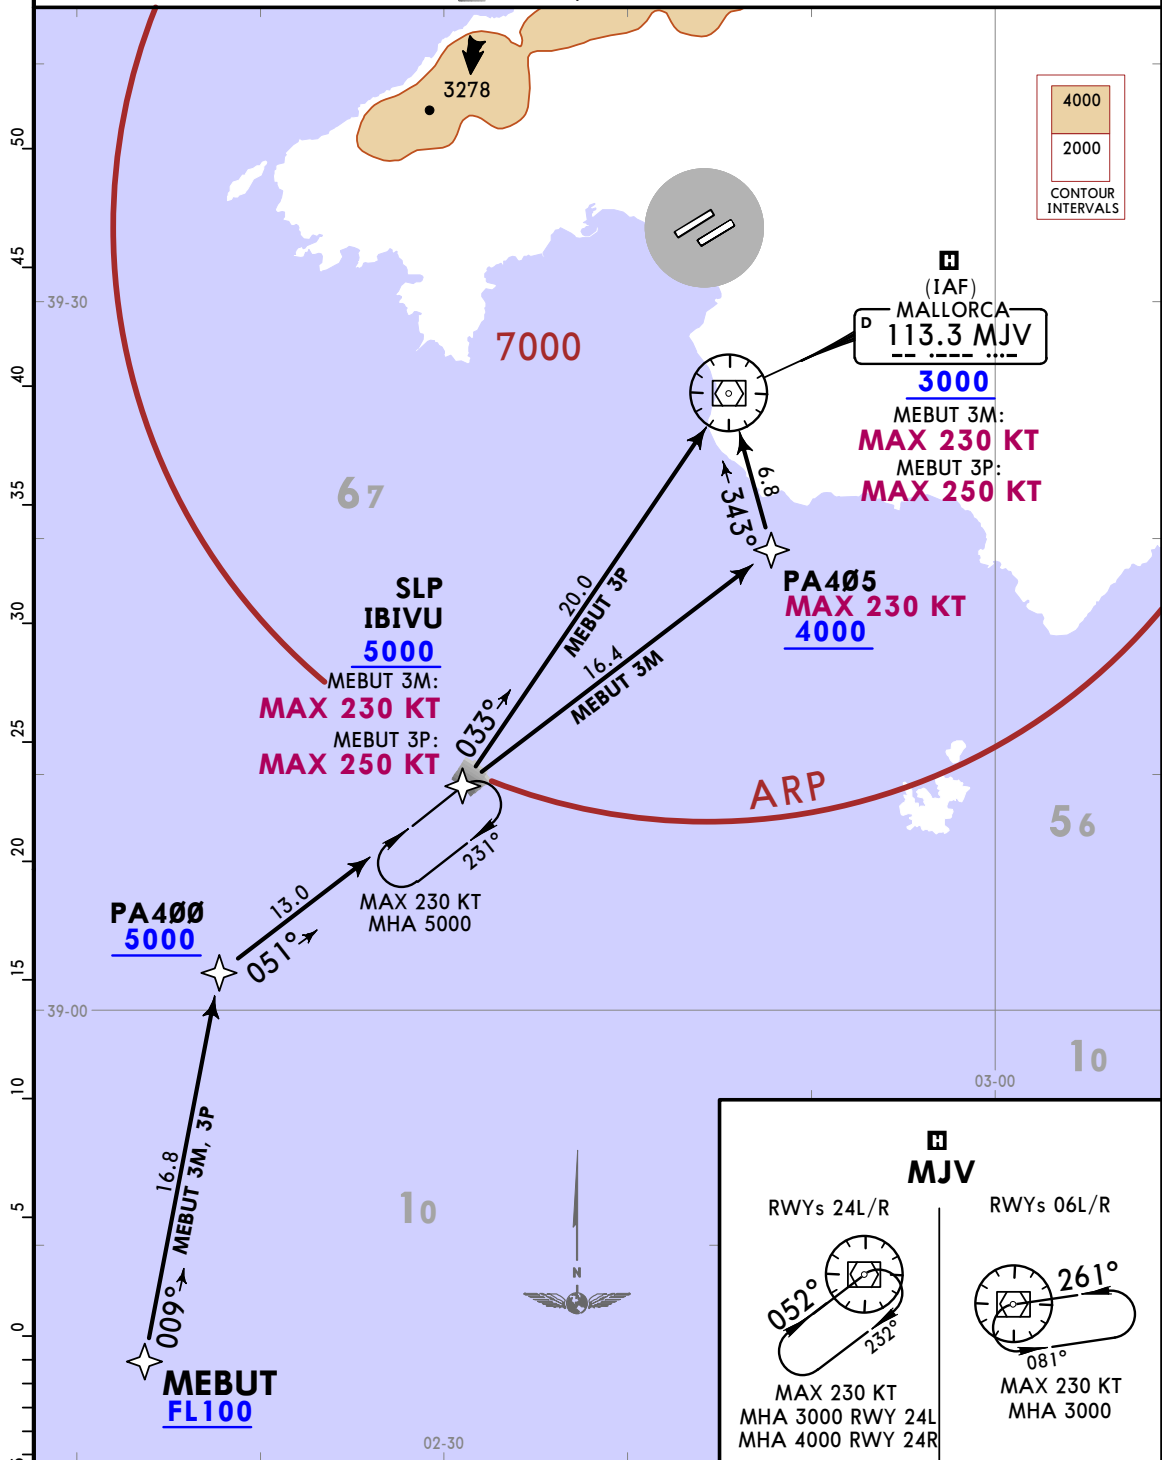 3278
4000
2000
CONTOUR
INTERVALS
50
45
39-30
40
35
30
25
20
15
39-00
10
5
0
5
7000
(IAF)
MALLORCA
D 113.3 MJV
3000
MEBUT 3M:
MAX 230 KT
MEBUT 3P:
MAX 250 KT
67
6.8
343°
PA4Ø5
MAX 230 KT
4000
SLP
IBIVU
5000
MEBUT 3M:
MAX 230 KT
MEBUT 3P:
MAX 250 KT
20.0
MEBUT 3P
16.4
MEBUT 3M
033°
ARP
56
231°
MAX 230 KT
MHA 5000
PA4ØØ
5000
13.0
051°
10
03-00
16.8
MEBUT 3M, 3P
009°
10
N
MEBUT
FL100
02-30
H
H
MJV
RWYs 24L/R
052°
232°
MAX 230 KT
MHA 3000 RWY 24L
MHA 4000 RWY 24R
RWYs 06L/R
261°
081°
MAX 230 KT
MHA 3000